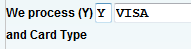 We process (Y) Y VISA
and Card Type